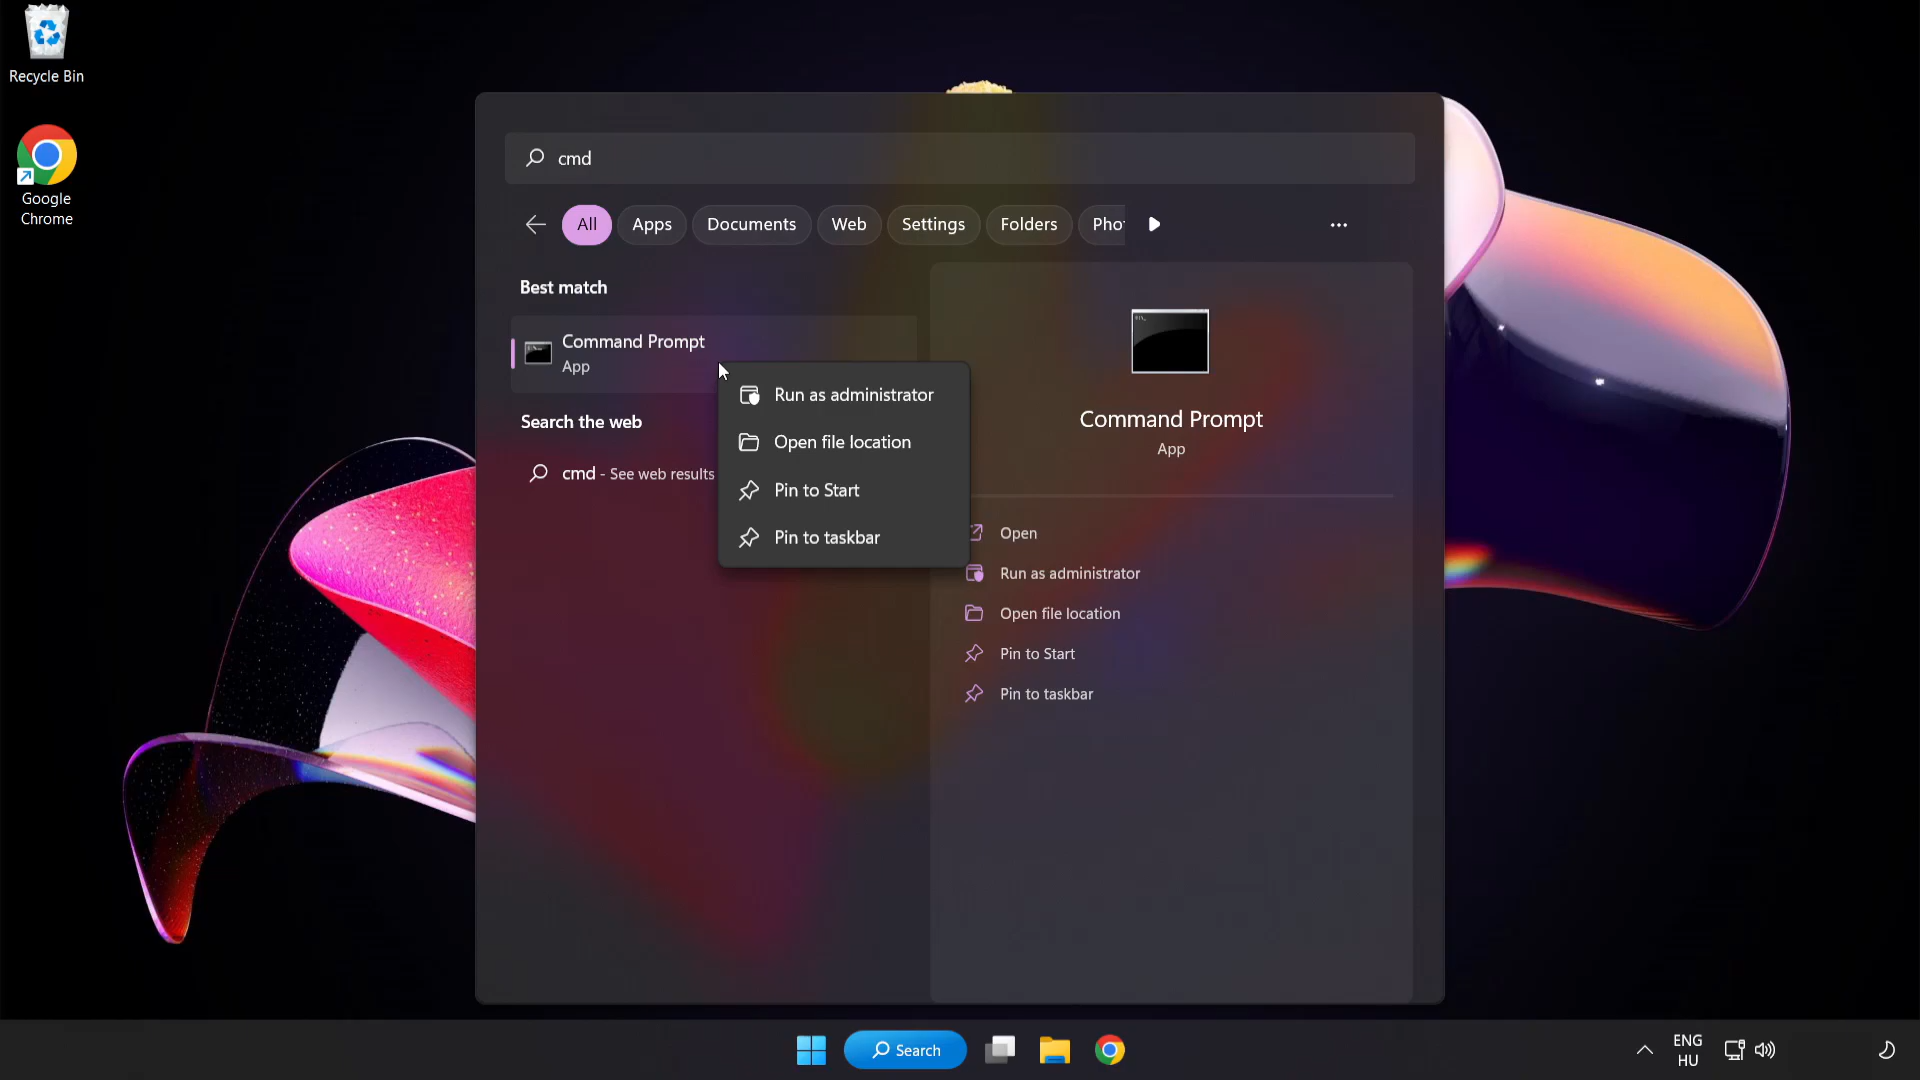 Recycle Bin
Google
Chrome
cmd
All
Apps
Documents
Web
Settings
Folders
Best match
Command Prompt
App
Search the web
cmd - See web results
Run as administrator
Open file location
Pin to Start
Pin to taskbar
Command Prompt
App
Open
Run as administrator
Open file location
Pin to Start
Pin to taskbar
Search
ENG
HU